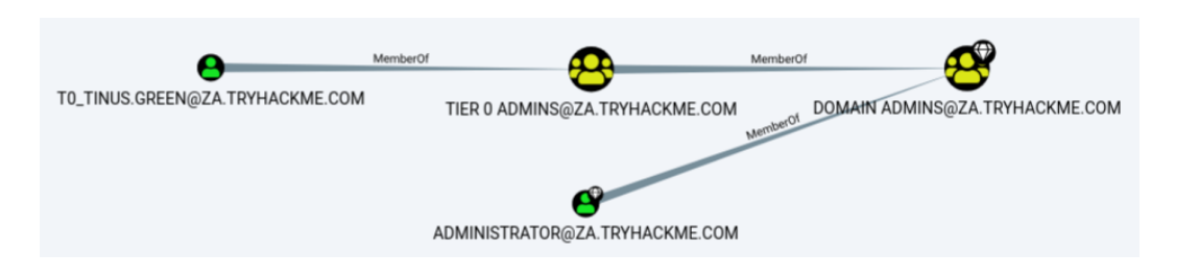 MemberOf
MemberOf
T0_TINUS.GREEN@ZA.TRYHACKME.COM
TIER 0 ADMINS@ZA.TRYHACKME.COM
DOMAIN ADMINS@ZA.TRYHACKME.COM
MemberOf
ADMINISTRATOR@ZA.TRYHACKME.COM